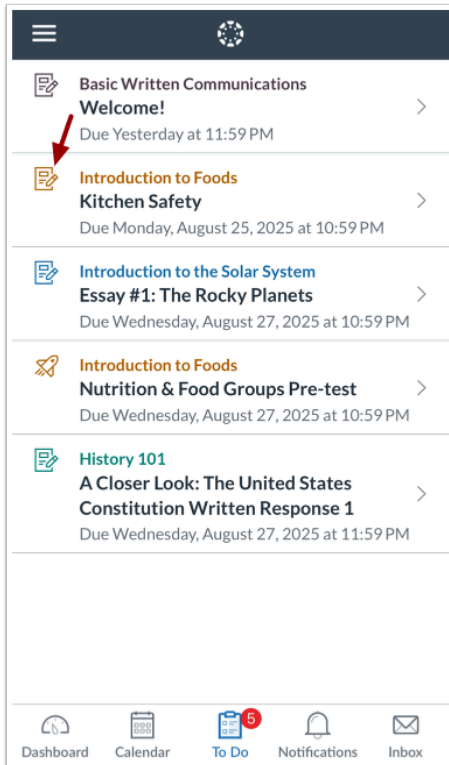 Basic Written Communications
Welcome!
Due Yesterday at 11:59 PM
Introduction to Foods
Kitchen Safety
Due Monday, August 25, 2025 at 10:59 PM
Introduction to the Solar System
Essay #1: The Rocky Planets
Due Wednesday, August 27, 2025 at 10:59 PM
Introduction to Foods
Nutrition & Food Groups Pre-test
Due Wednesday, August 27, 2025 at 10:59 PM
History 101
A Closer Look: The United States
Constitution Written Response 1
Due Wednesday, August 27, 2025 at 11:59 PM
5
Dashboard Calendar To Do Notifications Inbox